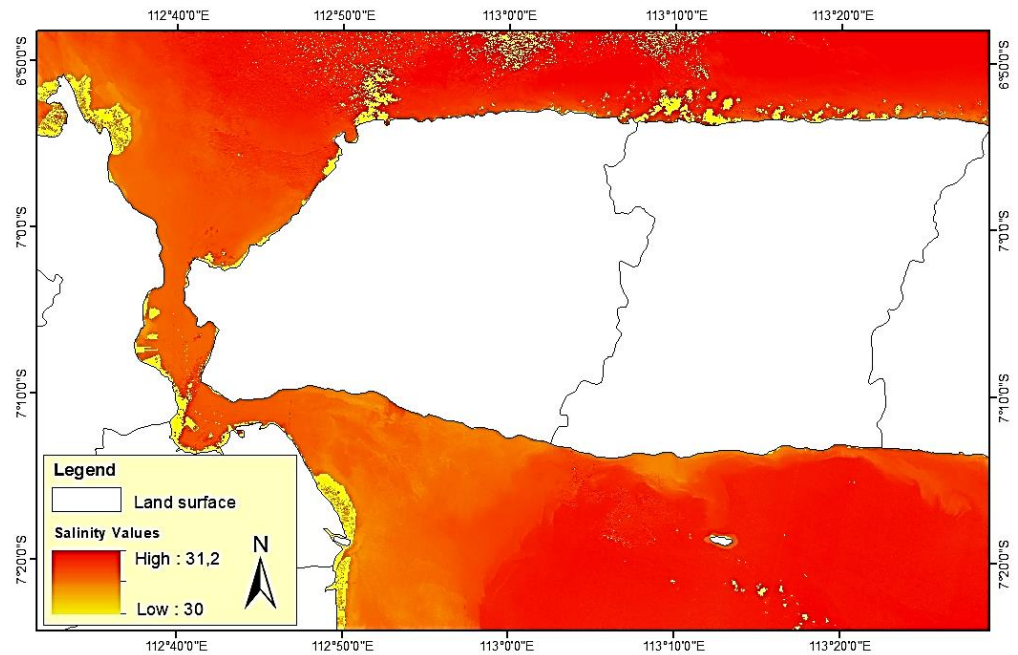 112°40'0"E 112°50'0"E 113°0'0"E 113°10'0"E 113°20'0"E
6°50'0"S 6°50'0"S
7°0'0"S 7°0'0"S
7°10'0"S 7°10'0"S
Legend
Land surface
Salinity Values
High : 31,2
Low : 30
N
7°20'0"S 7°20'0"S
112°40'0"E 112°50'0"E 113°0'0"E 113°10'0"E 113°20'0"E